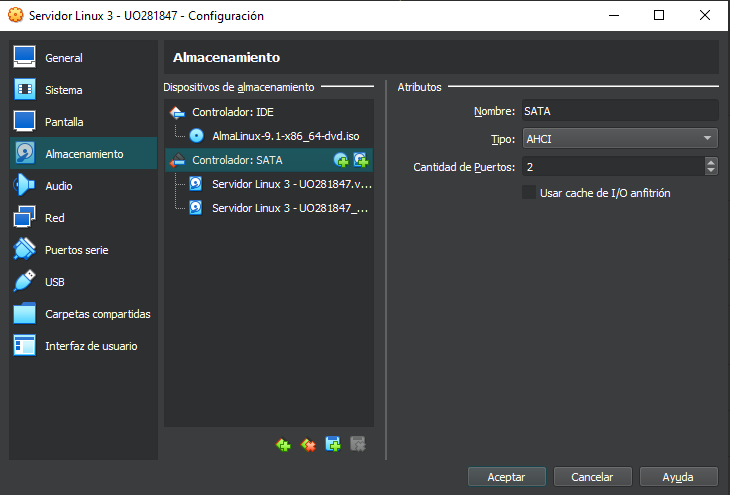 Servidor Linux 3 - UO281847 - Configuración
General
Sistema
Pantalla
Almacenamiento
Audio
Red
Puertos serie
USB
Carpetas compartidas
Interfaz de usuario
Almacenamiento
Dispositivos de almacenamiento
Controlador: IDE
AlmaLinux-9.1-x86_64-dvd.iso
Controlador: SATA
Servidor Linux 3 - UO281847.v...
Servidor Linux 3 - UO281847_...
Atributos
Nombre: SATA
Tipo: AHCI
Cantidad de Puertos: 2
Usar cache de I/O anfitrión
Aceptar Cancelar Ayuda